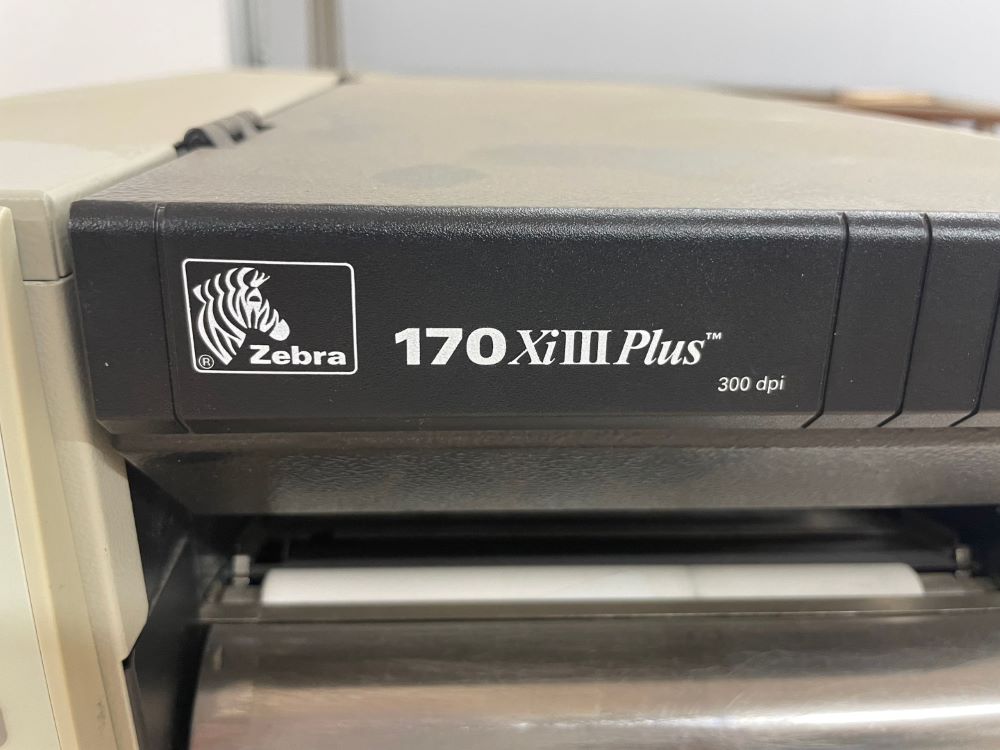 ® Zebra
170 XiIII Plus™
300 dpi